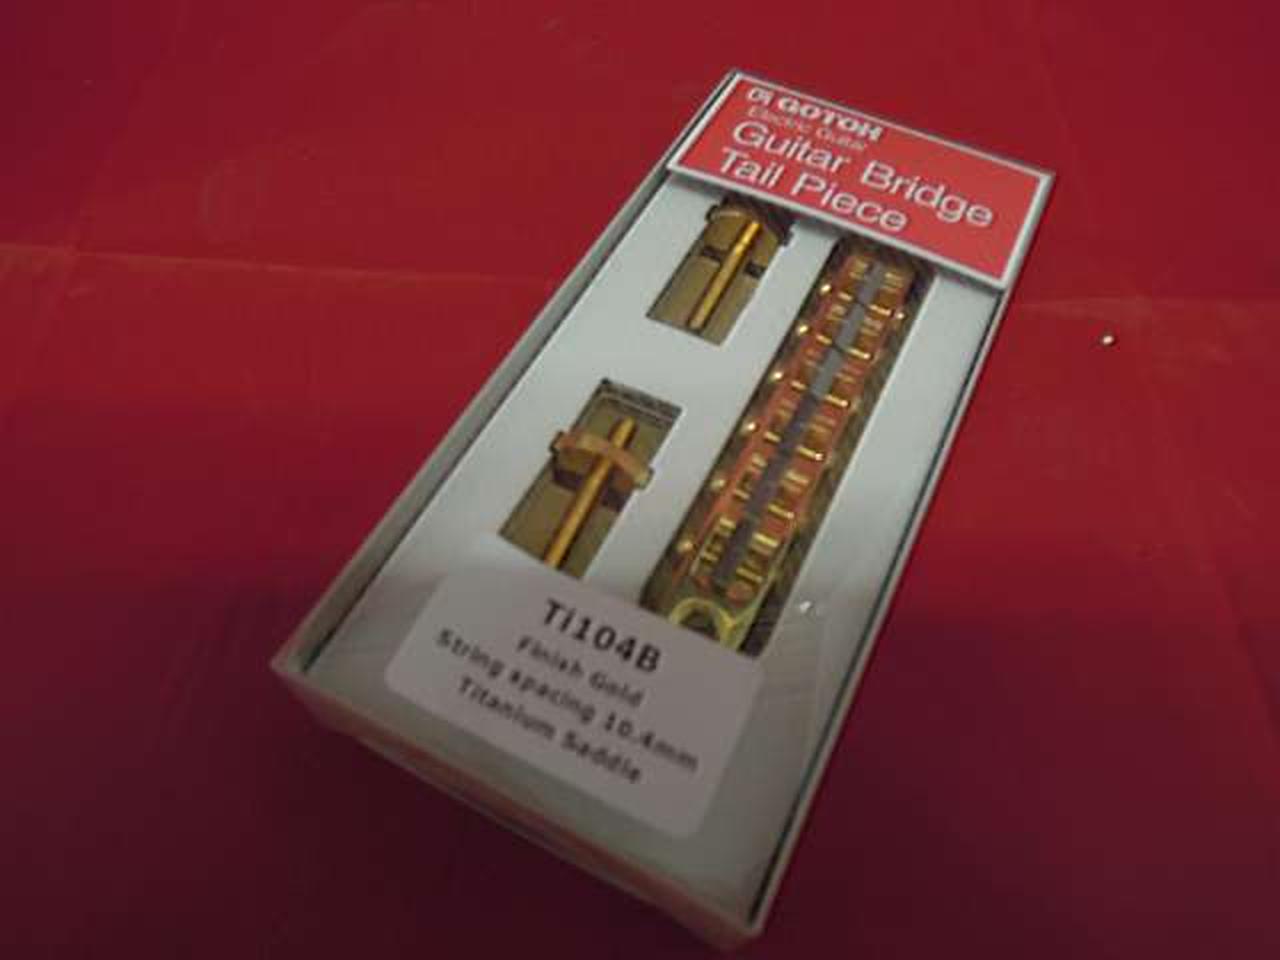 GOTOH
Electric Guitar
Guitar Bridge
Tail Piece
Ti104B
Finish Gold
String spacing 10.4mm
Titanium Saddle